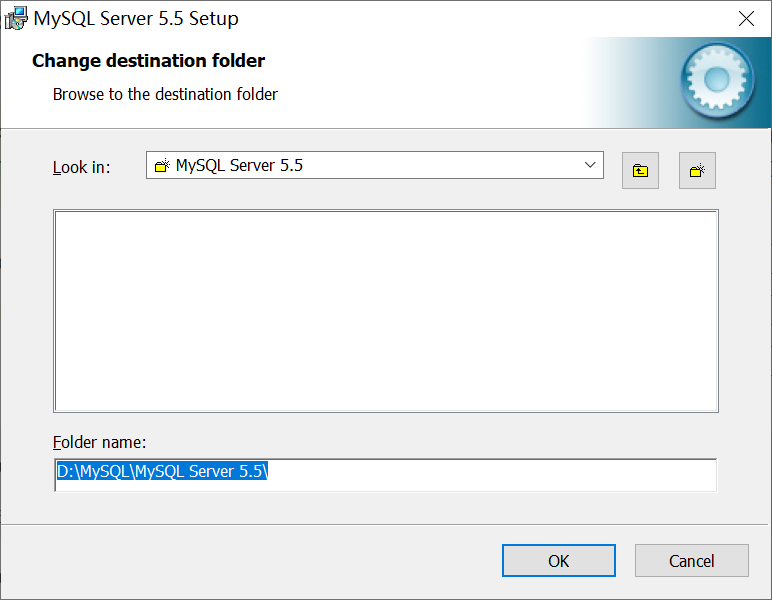 MySQL Server 5.5 Setup
Change destination folder
Browse to the destination folder
Look in:
MySQL Server 5.5
Folder name:
D:\MySQL\MySQL Server 5.5\
OK
Cancel